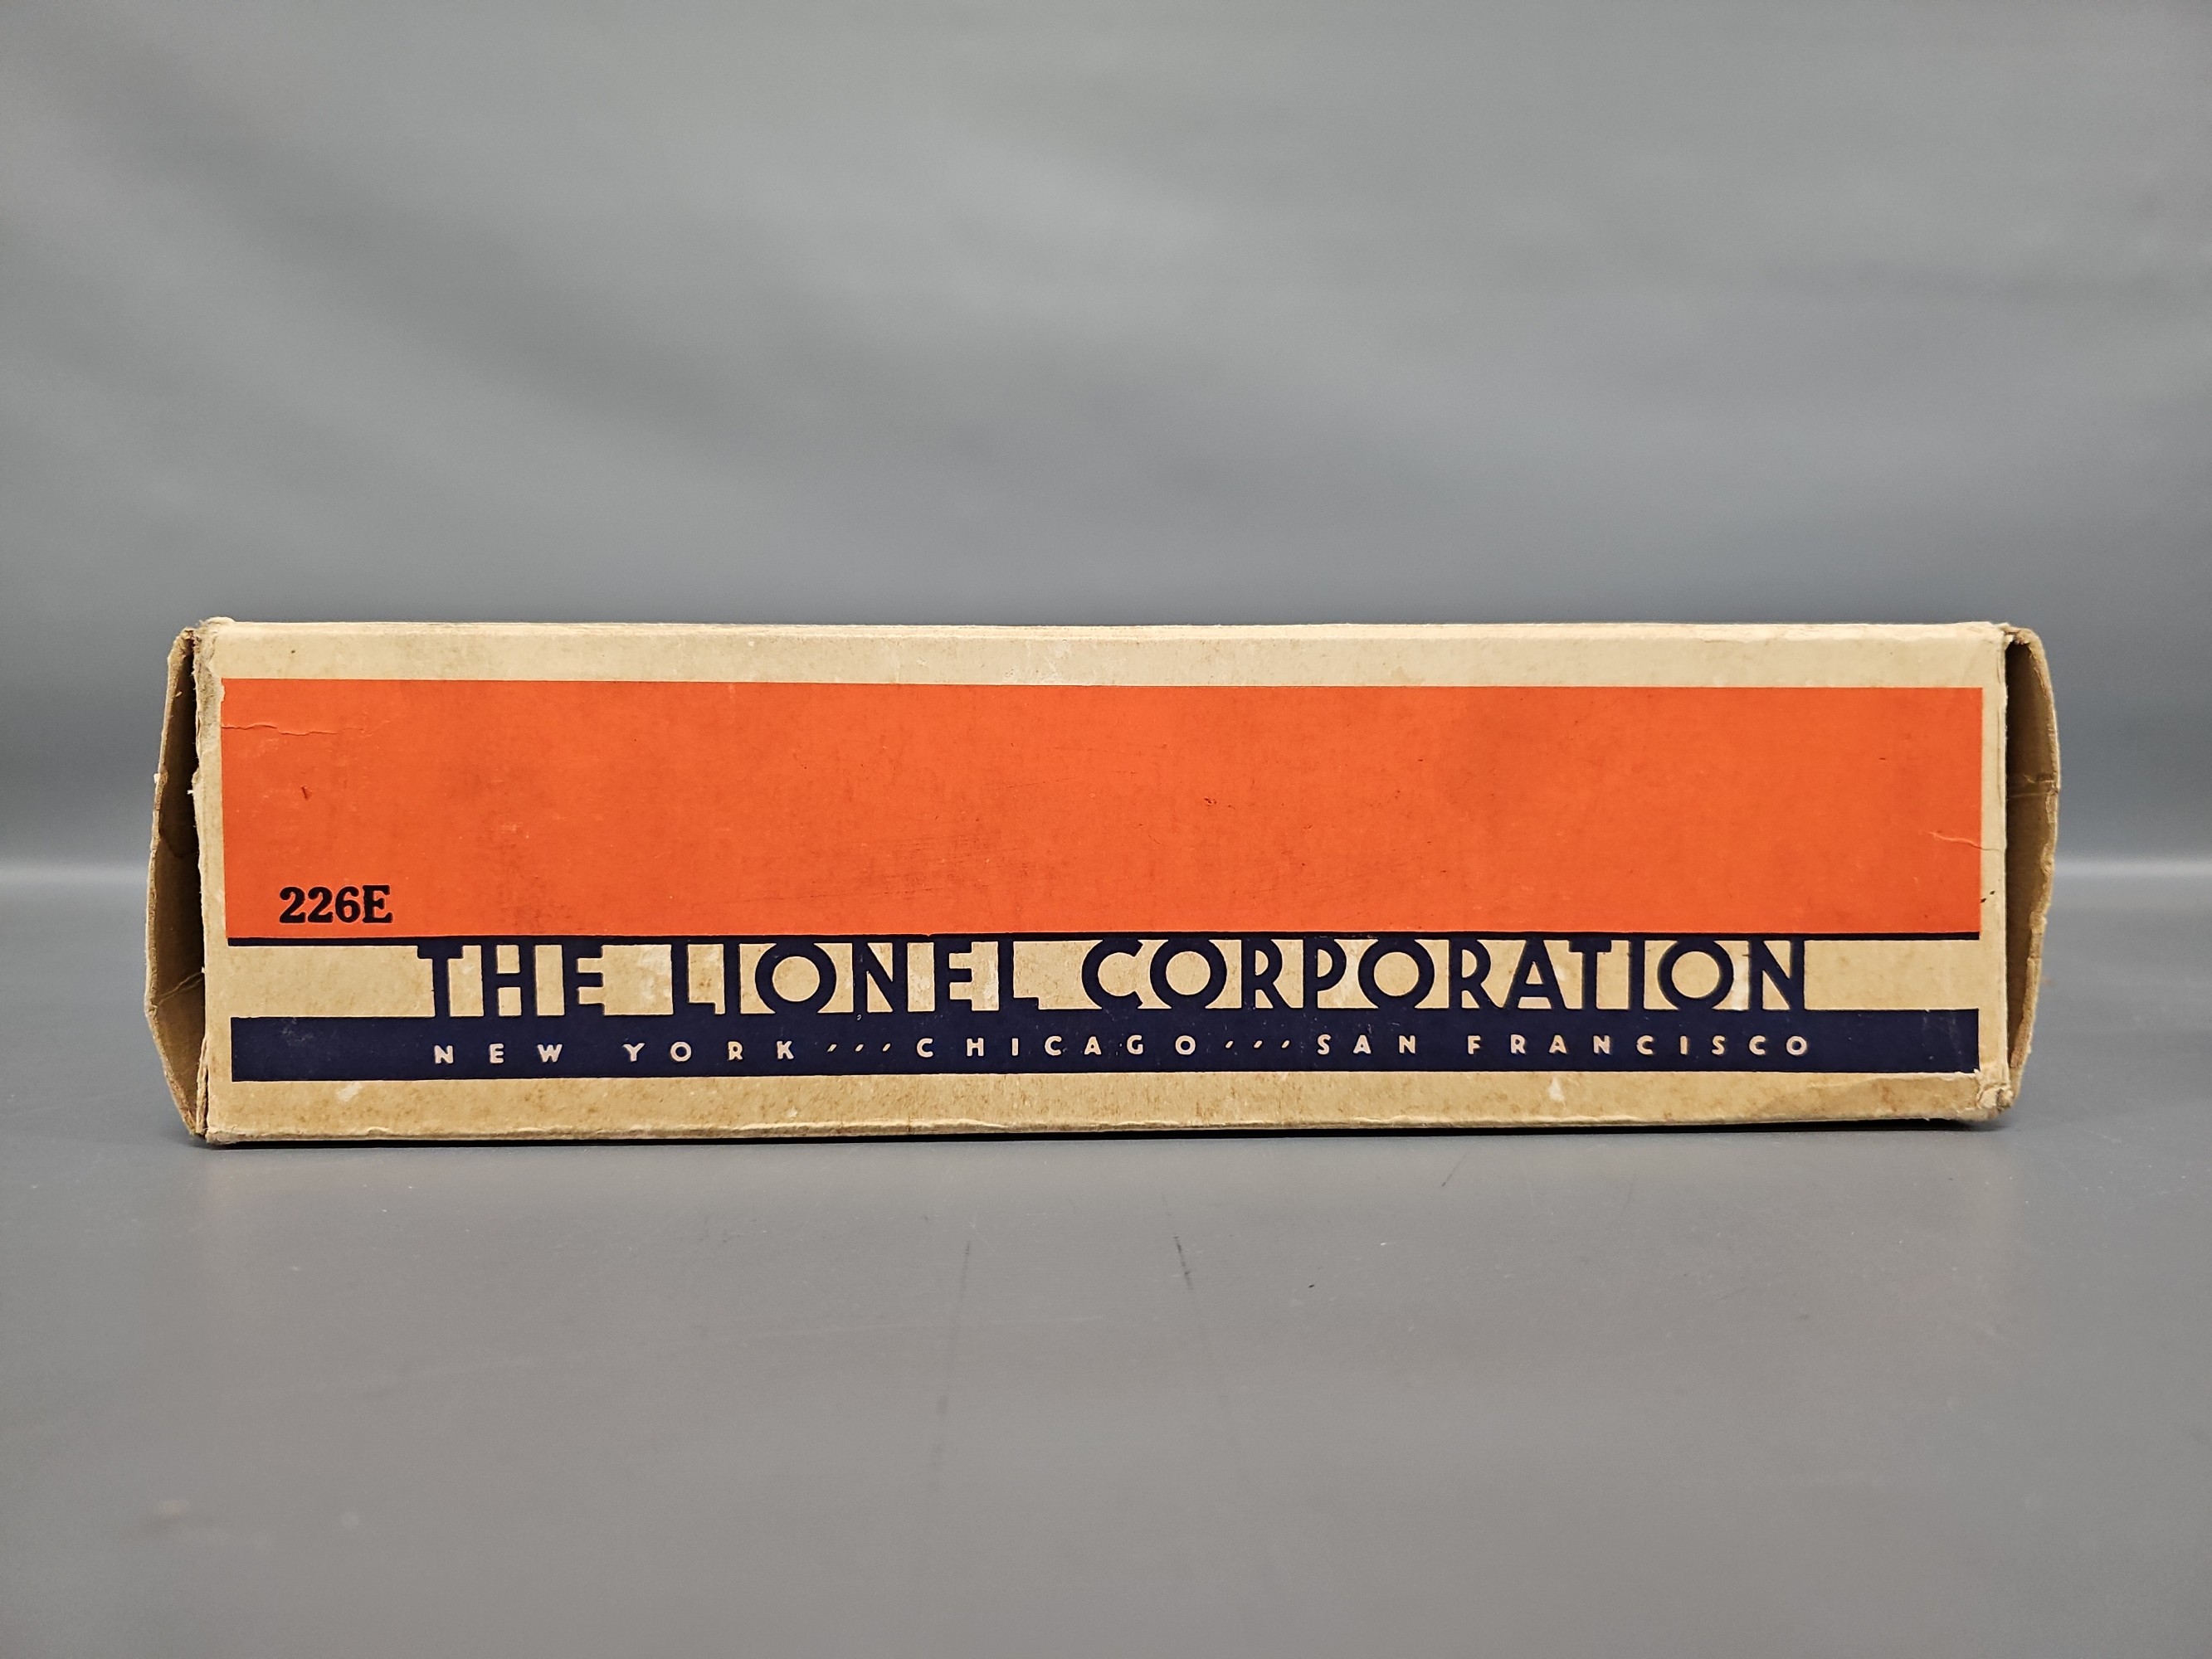 226E
THE LIONEL CORPORATION
NEW YORK ··· CHICAGO ··· SAN FRANCISCO